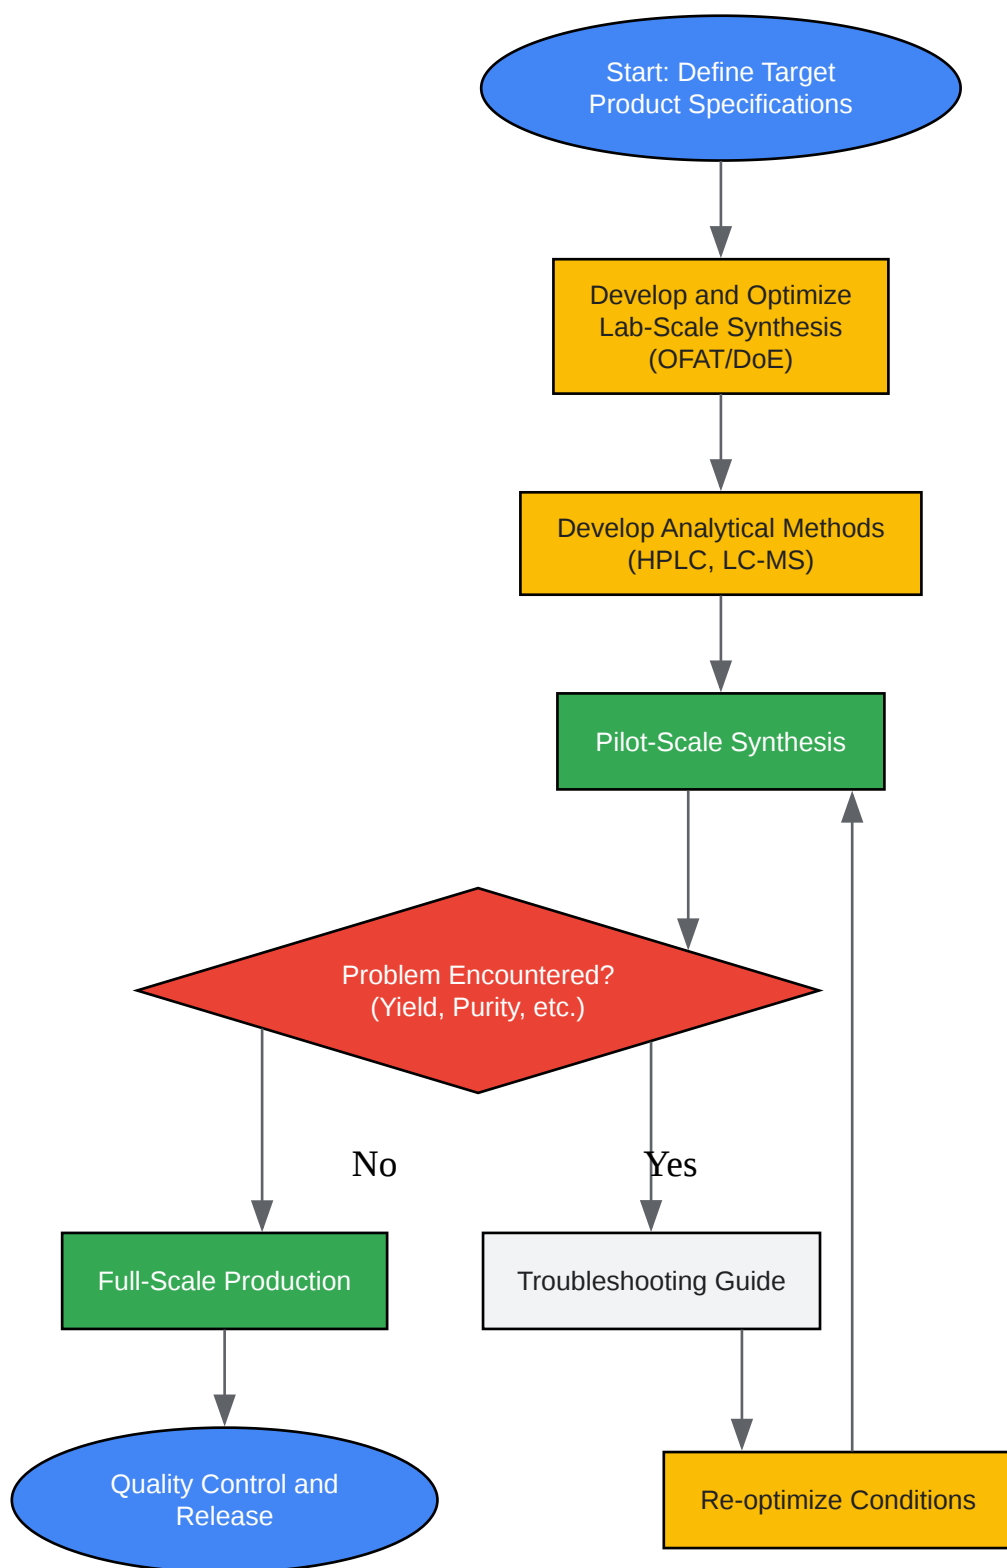 Start: Define Target
Product Specifications
Develop and Optimize
Lab-Scale Synthesis
(OFAT/DoE)
Develop Analytical Methods
(HPLC, LC-MS)
Pilot-Scale Synthesis
Problem Encountered?
(Yield, Purity, etc.)
No
Yes
Full-Scale Production
Troubleshooting Guide
Quality Control and
Release
Re-optimize Conditions